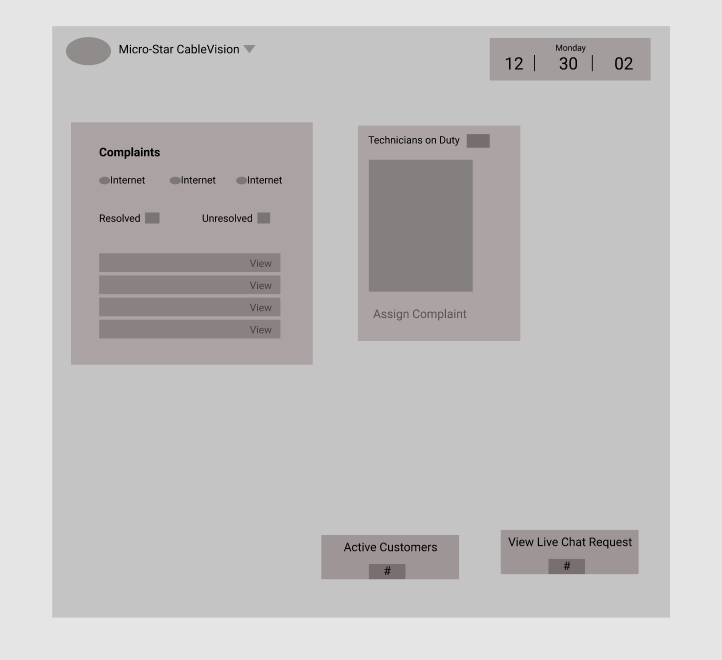 Micro-Star CableVision
Monday
12 | 30 | 02
Complaints
Internet Internet Internet
Resolved Unresolved
View
View
View
View
Technicians on Duty
Assign Complaint
Active Customers
#
View Live Chat Request
#